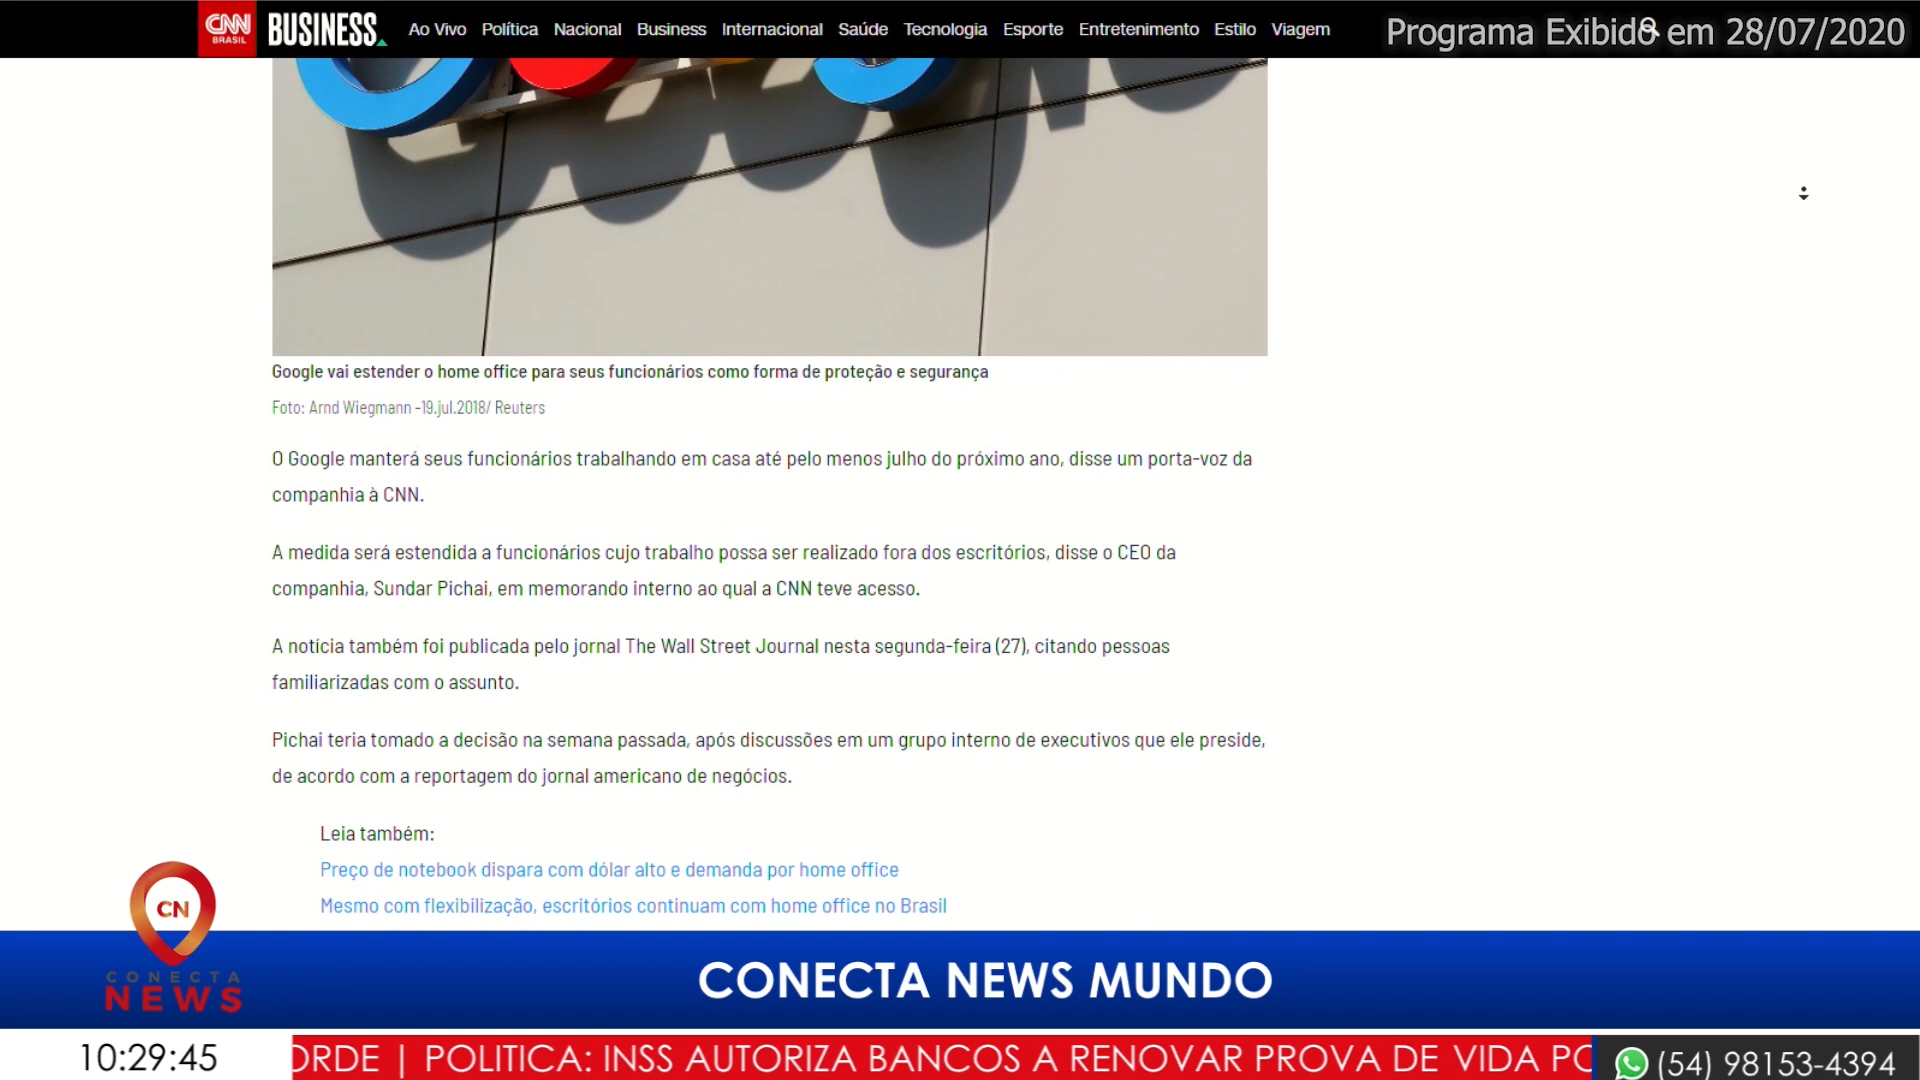 CNN BRASIL BUSINESS Ao Vivo Política Nacional Business Internacional Saúde Tecnologia Esporte Entretenimento Estilo Viagem Programa Exibido em 28/07/2020
Google vai estender o home office para seus funcionários como forma de proteção e segurança
Foto: Arnd Wiegmann -19.jul.2018/ Reuters
O Google manterá seus funcionários trabalhando em casa até pelo menos julho do próximo ano, disse um porta-voz da
companhia à CNN.
A medida será estendida a funcionários cujo trabalho possa ser realizado fora dos escritórios, disse o CEO da
companhia, Sundar Pichai, em memorando interno ao qual a CNN teve acesso.
A notícia também foi publicada pelo jornal The Wall Street Journal nesta segunda-feira (27), citando pessoas
familiarizadas com o assunto.
Pichai teria tomado a decisão na semana passada, após discussões em um grupo interno de executivos que ele preside,
de acordo com a reportagem do jornal americano de negócios.
Leia também:
Preço de notebook dispara com dólar alto e demanda por home office
Mesmo com flexibilização, escritórios continuam com home office no Brasil
CN
CONECTA
NEWS
CONECTA NEWS MUNDO
10:29:45
ORDE | POLITICA: INSS AUTORIZA BANCOS A RENOVAR PROVA DE VIDA PO
(54) 98153-4394